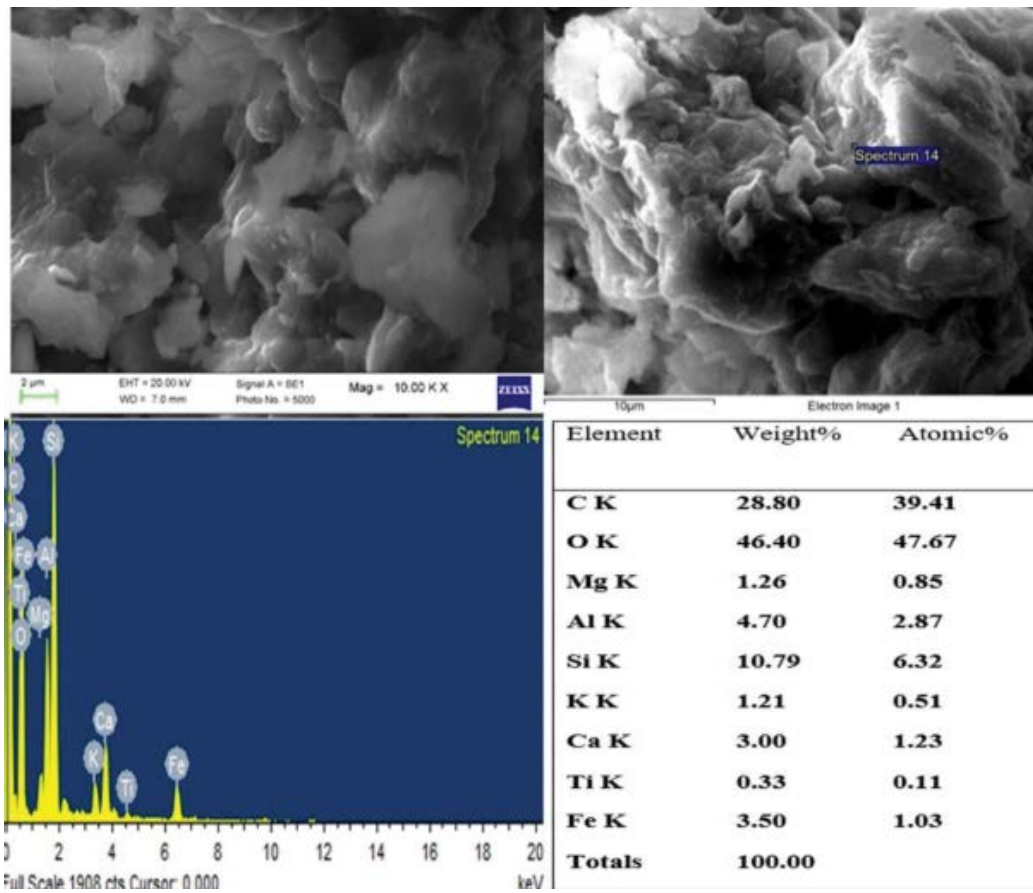 2 µm
EHT = 20.00 kV
WD = 7.0 mm
Signal A = SE1
Photo No. = 5000
Mag = 10.00 K X
ZEISS
Spectrum 14
10µm
Electron Image 1
Spectrum 14
K
Si
C
Ca
Fe
Al
Ti
Mg
O
Ca
K
Ti
Fe
0 2 4 6 8 10 12 14 16 18 20
Full Scale 1908 cts Cursor: 0.000 keV
Element Weight% Atomic%
C K 28.80 39.41
O K 46.40 47.67
Mg K 1.26 0.85
Al K 4.70 2.87
Si K 10.79 6.32
K K 1.21 0.51
Ca K 3.00 1.23
Ti K 0.33 0.11
Fe K 3.50 1.03
Totals 100.00